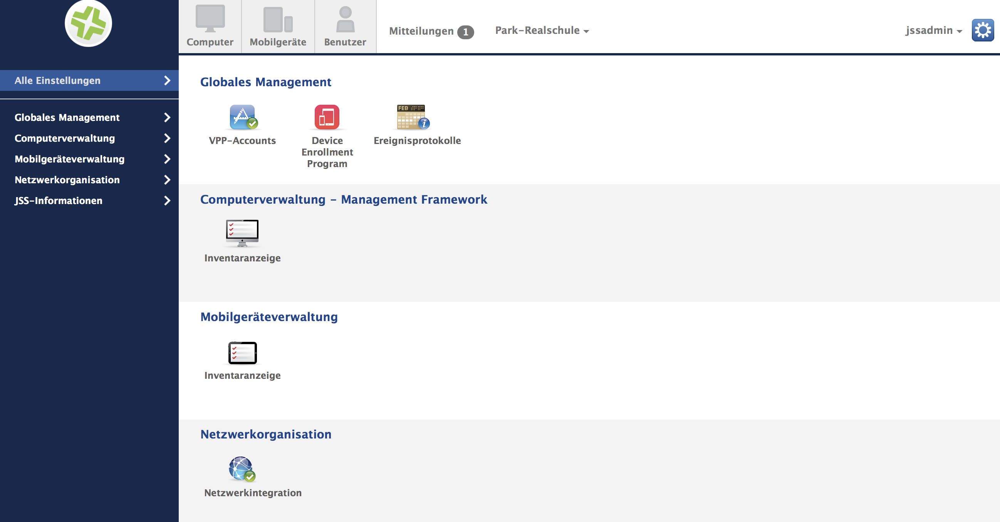 Computer
Mobilgeräte
Benutzer
Mitteilungen 1
Park-Realschule
jssadmin
Alle Einstellungen
Globales Management
Computerverwaltung
Mobilgeräteverwaltung
Netzwerkorganisation
JSS-Informationen
Globales Management
FEB
i
VPP-Accounts
Device
Enrollment
Program
Ereignisprotokolle
Computerverwaltung – Management Framework
Inventaranzeige
Mobilgeräteverwaltung
Inventaranzeige
Netzwerkorganisation
Netzwerkintegration